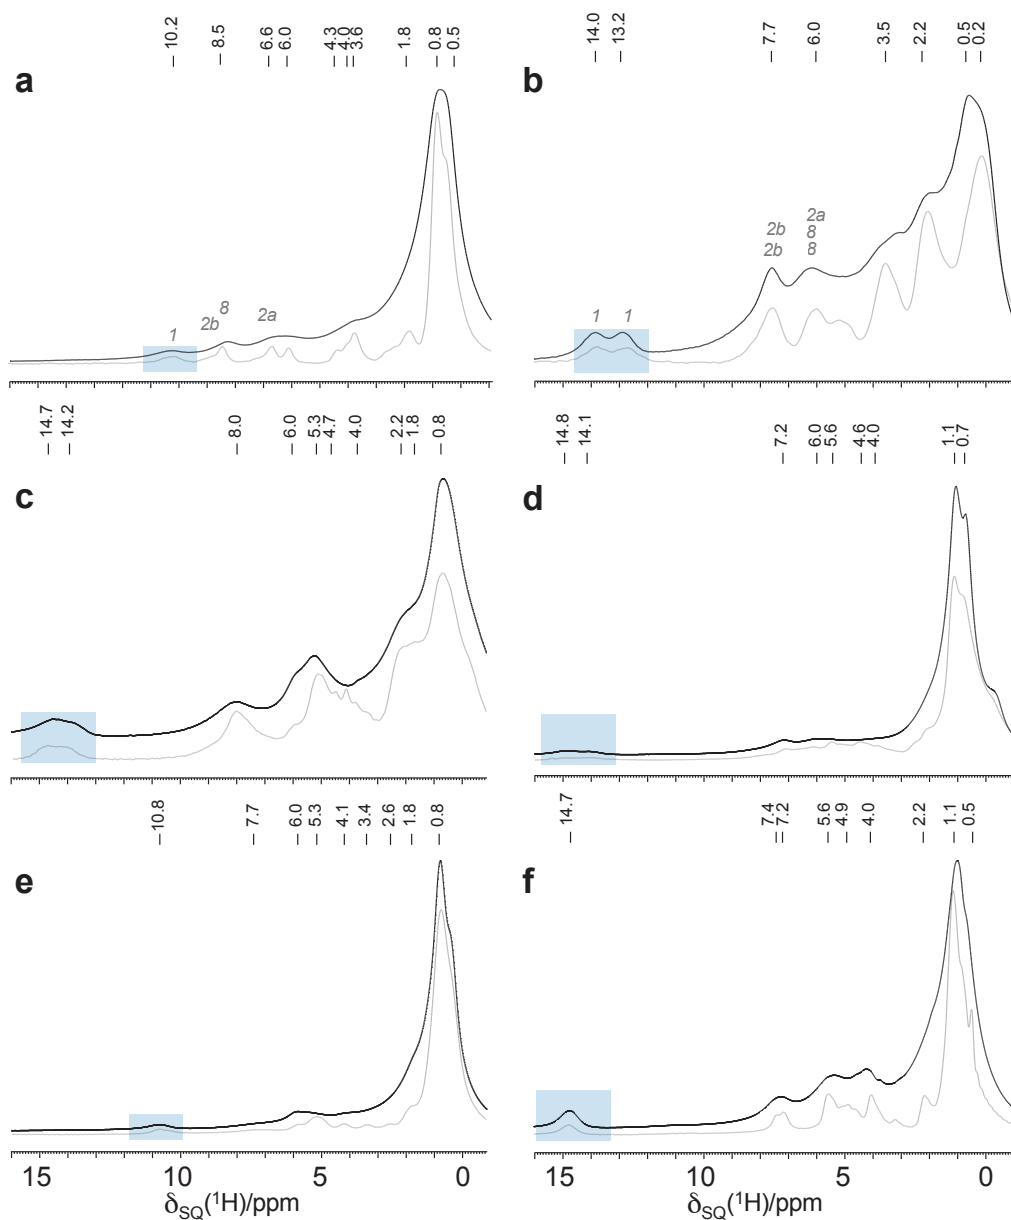 10.2 8.5 6.6 6.0 4.3 4.0 3.6 1.8 0.8 0.5
14.0 13.2 7.7 6.0 3.5 2.2 0.5 0.2
a
b
2b 2a
8
2b 8
8
2b 2a
1
1 1
14.7 14.2 8.0 6.0 5.3 4.7 4.0 2.2 1.8 0.8
14.8 14.1 7.2 6.0 5.6 4.6 4.0 1.1 0.7
c
d
10.8 7.7 6.0 5.3 4.1 3.4 2.6 1.8 0.8
14.7 7.4 7.2 5.6 4.9 4.0 2.2 1.1 0.5
e
f
15 10 5 0
15 10 5 0
δSQ(¹H)/ppm
δSQ(¹H)/ppm